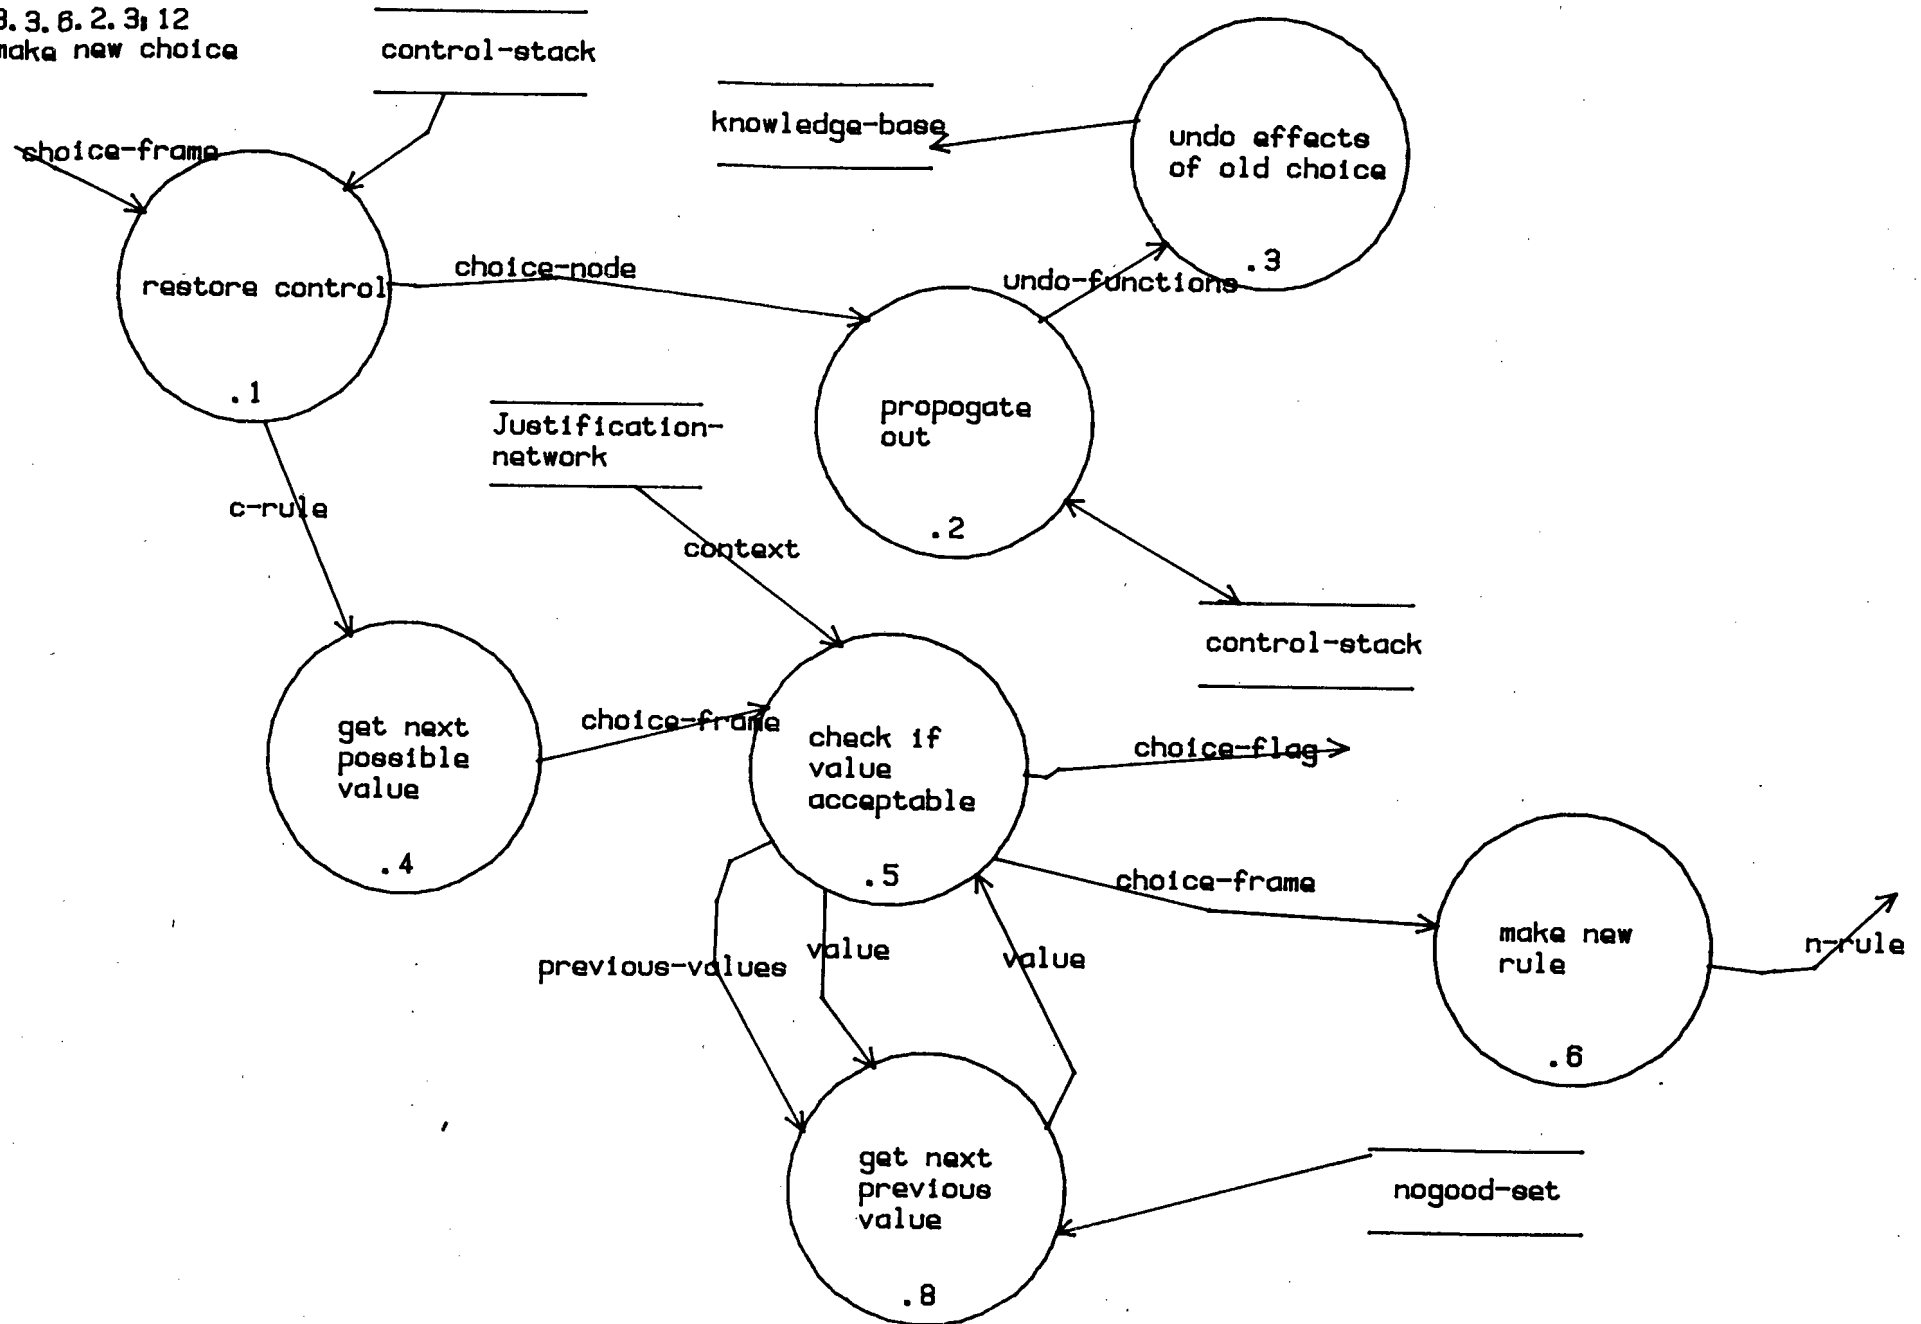 3.3.6.2.3;12
make new choice
control-stack
choice-frame
knowledge-base
undo effects
of old choice
.3
restore control
.1
choice-node
undo-functions
propogate
out
.2
Justification-
network
c-rule
context
control-stack
get next
possible
value
.4
choice-frame
check if
value
acceptable
.5
choice-flag
choice-frame
make new
rule
.6
n-rule
previous-values
value
value
get next
previous
value
.8
nogood-set